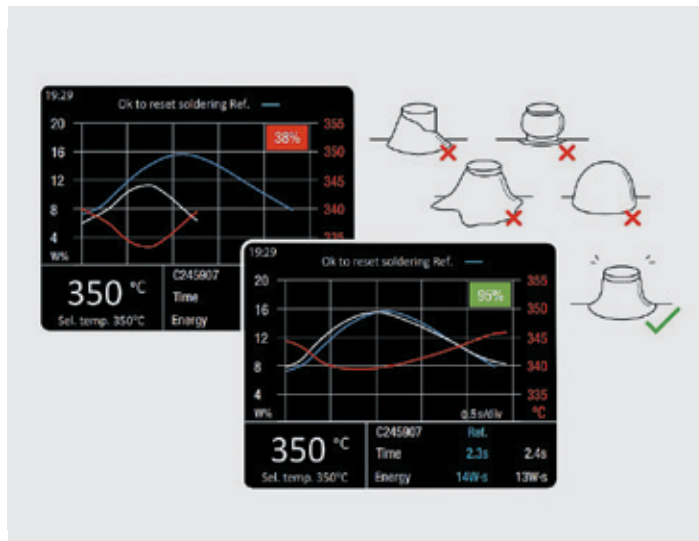 19:29
Ok to reset soldering Ref.
20
16
12
8
4
W%
355
350
345
340
335
38%
350 °C
Sel. temp. 350°C
C245907
Time
Energy
19:29
Ok to reset soldering Ref.
20
16
12
8
4
W%
355
350
345
340
335
°C
95%
0.5s/div
350 °C
Sel. temp. 350°C
C245907 Ref.
Time 2.3s 2.4s
Energy 14W·s 13W·s